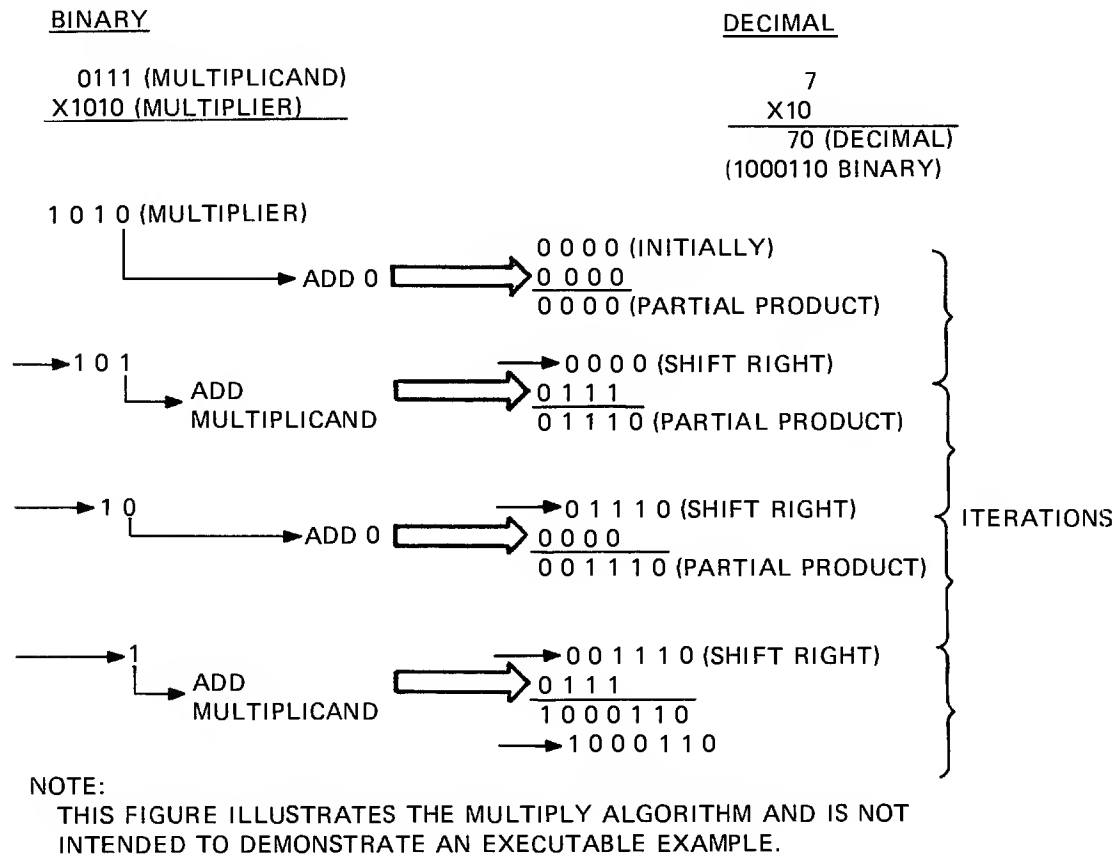 BINARY
DECIMAL
0111 (MULTIPLICAND)
X1010 (MULTIPLIER)
7
X10
70 (DECIMAL)
(1000110 BINARY)
1 0 1 0 (MULTIPLIER)
ADD 0
0 0 0 0 (INITIALLY)
0 0 0 0
0 0 0 0 (PARTIAL PRODUCT)
1 0 1
ADD
MULTIPLICAND
0 0 0 0 (SHIFT RIGHT)
0 1 1 1
0 1 1 1 0 (PARTIAL PRODUCT)
1 0
ADD 0
0 1 1 1 0 (SHIFT RIGHT)
0 0 0 0
0 0 1 1 1 0 (PARTIAL PRODUCT)
ITERATIONS
1
ADD
MULTIPLICAND
0 0 1 1 1 0 (SHIFT RIGHT)
0 1 1 1
1 0 0 0 1 1 0
1 0 0 0 1 1 0
NOTE:
THIS FIGURE ILLUSTRATES THE MULTIPLY ALGORITHM AND IS NOT
INTENDED TO DEMONSTRATE AN EXECUTABLE EXAMPLE.